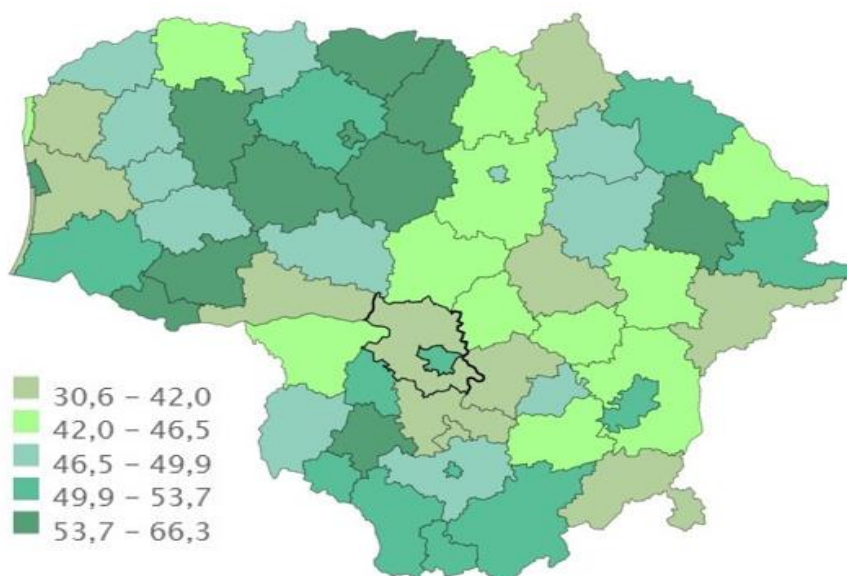 30,6 – 42,0
42,0 – 46,5
46,5 – 49,9
49,9 – 53,7
53,7 – 66,3